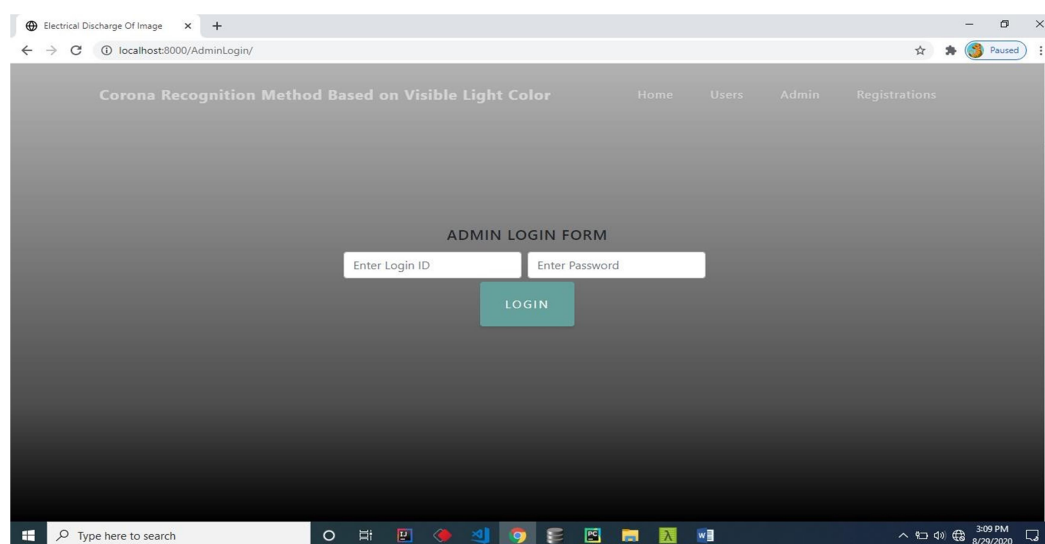 Electrical Discharge Of Image
localhost:8000/AdminLogin/
Paused
Corona Recognition Method Based on Visible Light Color Home Users Admin Registrations
ADMIN LOGIN FORM
Enter Login ID Enter Password
LOGIN
Type here to search
3:09 PM
8/29/2020